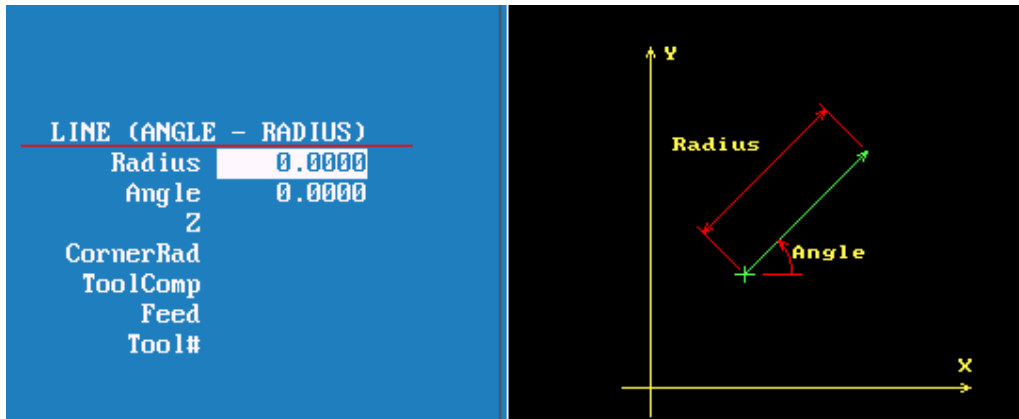 LINE (ANGLE - RADIUS)
Radius 0.0000
Angle 0.0000
Z
CornerRad
ToolComp
Feed
Tool#
Y
Radius
Angle
X